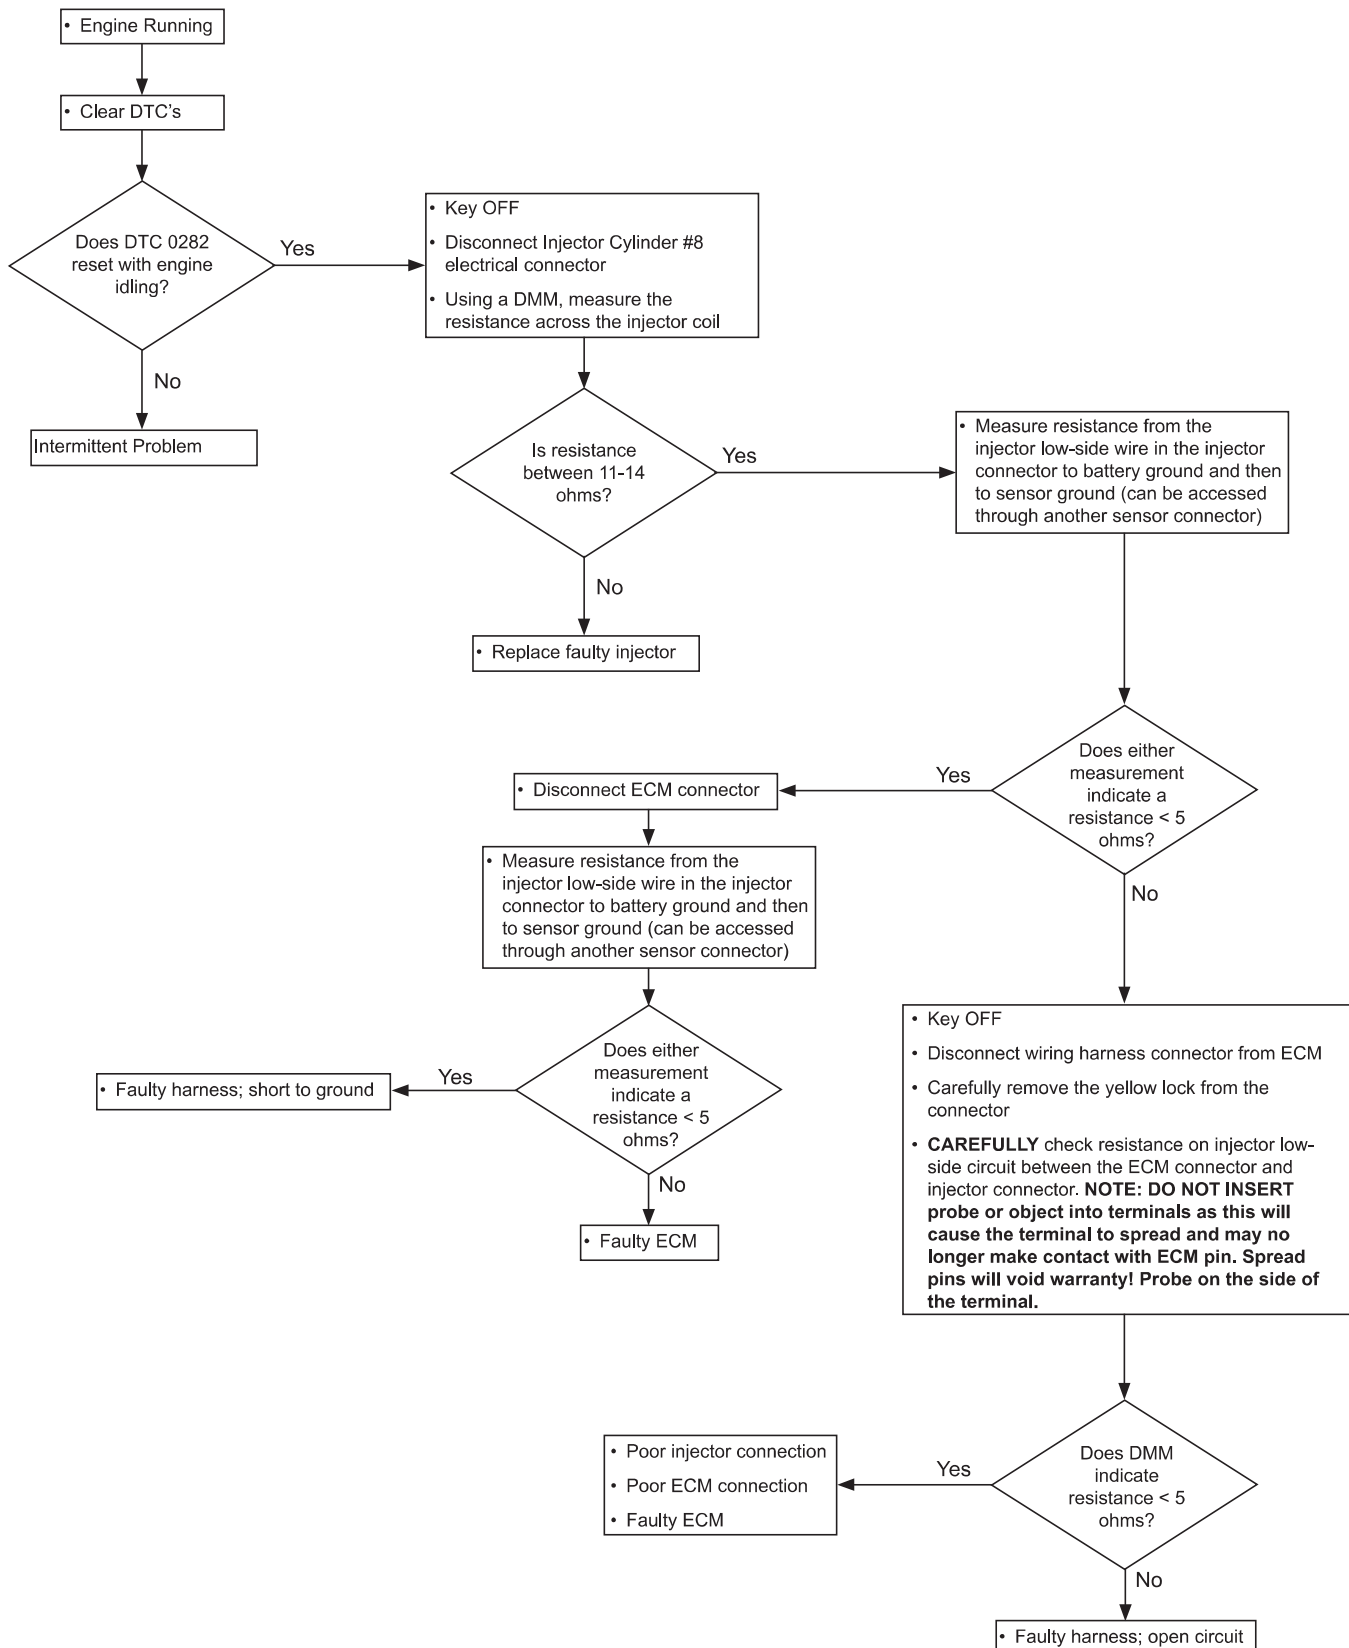 • Engine Running
• Clear DTC's
Does DTC 0282
reset with engine
idling?
Yes
No
Intermittent Problem
• Key OFF
• Disconnect Injector Cylinder #8
electrical connector
• Using a DMM, measure the
resistance across the injector coil
Is resistance
between 11-14
ohms?
Yes
No
• Replace faulty injector
• Measure resistance from the
injector low-side wire in the injector
connector to battery ground and then
to sensor ground (can be accessed
through another sensor connector)
Does either
measurement
indicate a
resistance < 5
ohms?
Yes
No
• Disconnect ECM connector
• Measure resistance from the
injector low-side wire in the injector
connector to battery ground and then
to sensor ground (can be accessed
through another sensor connector)
Does either
measurement
indicate a
resistance < 5
ohms?
Yes
• Faulty harness; short to ground
No
• Faulty ECM
• Key OFF
• Disconnect wiring harness connector from ECM
• Carefully remove the yellow lock from the
connector
• CAREFULLY check resistance on injector low-
side circuit between the ECM connector and
injector connector. NOTE: DO NOT INSERT
probe or object into terminals as this will
cause the terminal to spread and may no
longer make contact with ECM pin. Spread
pins will void warranty! Probe on the side of
the terminal.
Does DMM
indicate
resistance < 5
ohms?
Yes
• Poor injector connection
• Poor ECM connection
• Faulty ECM
No
• Faulty harness; open circuit